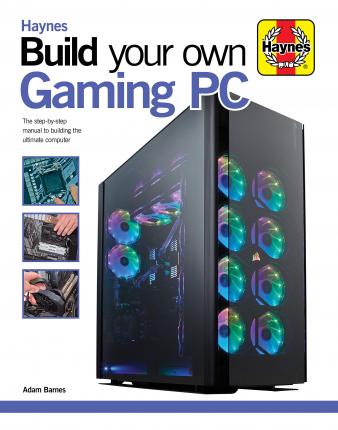 Haynes
Build your own
Gaming PC
Haynes
The step-by-step
manual to building the
ultimate computer
Adam Barnes